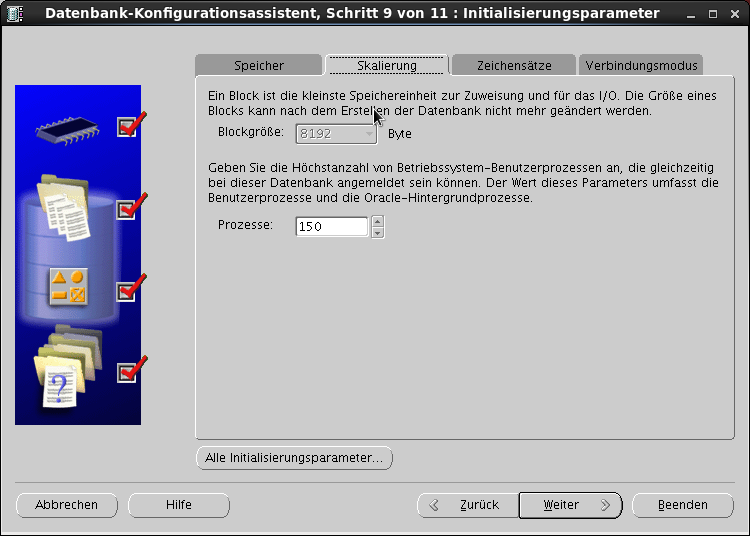 Datenbank-Konfigurationsassistent, Schritt 9 von 11 : Initialisierungsparameter
Speicher
Skalierung
Zeichensätze
Verbindungsmodus
Ein Block ist die kleinste Speichereinheit zur Zuweisung und für das I/O. Die Größe eines
Blocks kann nach dem Erstellen der Datenbank nicht mehr geändert werden.
Blockgröße: 8192 Byte
Geben Sie die Höchstanzahl von Betriebssystem-Benutzerprozessen an, die gleichzeitig
bei dieser Datenbank angemeldet sein können. Der Wert dieses Parameters umfasst die
Benutzerprozesse und die Oracle-Hintergrundprozesse.
Prozesse: 150
?
Alle Initialisierungsparameter...
Abbrechen
Hilfe
Zurück
Weiter
Beenden